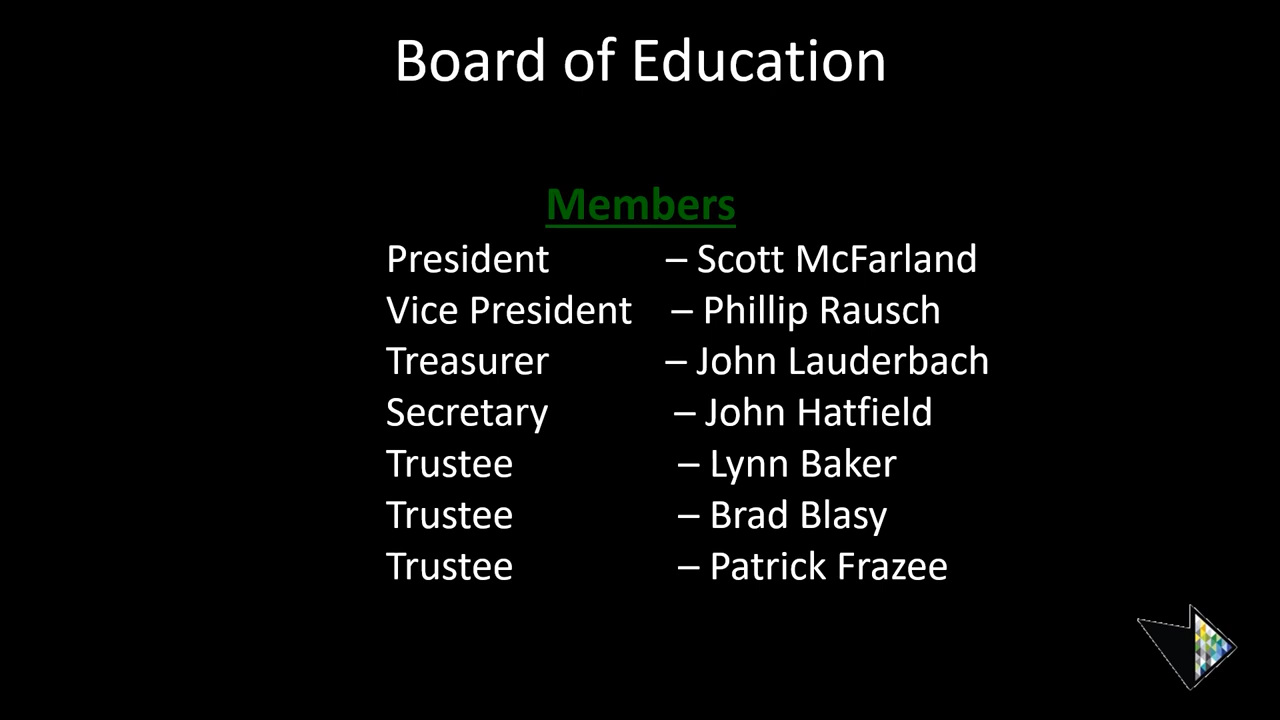 Board of Education
Members
President – Scott McFarland
Vice President – Phillip Rausch
Treasurer – John Lauderbach
Secretary – John Hatfield
Trustee – Lynn Baker
Trustee – Brad Blasy
Trustee – Patrick Frazee